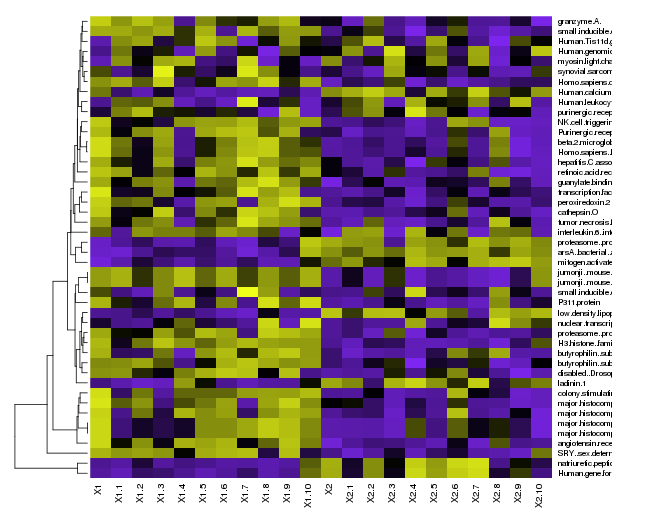 granzyme.A.
small.inducible.
Human.Tis11d.g
Human.genomic
myosin.light.cha
synovial.sarcom
Homo.sapiens.c
Human.calcium
Human.leukocy
purinergic.recep
NK.cell.triggerin
Purinergic.recep
beta.2.microglob
Homo.sapiens.l
hepatitis.C.asso
retinoic.acid.rec
guanylate.bindin
transcription.fac
peroxiredoxin.2
cathepsin.O
tumor.necrosis.f
interleukin.6.inte
proteasome..pro
arsA.bacterial..a
mitogen.activate
jumonji..mouse.
jumonji..mouse.
small.inducible.c
P311.protein
low.density.lipop
nuclear.transcrip
proteasome..pro
H3.histone..fami
butyrophilin..sub
butyrophilin..sub
disabled..Drosop
ladinin.1
colony.stimulatin
major.histocomp
major.histocomp
major.histocomp
major.histocomp
angiotensin.rece
SRY..sex.detern
natriuretic.peptic
Human.gene.for.
X1
X1.1
X1.2
X1.3
X1.4
X1.5
X1.6
X1.7
X1.8
X1.9
X1.10
X2
X2.1
X2.2
X2.3
X2.4
X2.5
X2.6
X2.7
X2.8
X2.9
X2.10